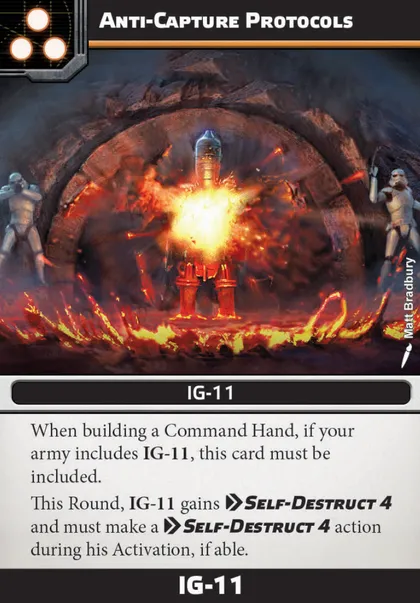 ANTI-CAPTURE PROTOCOLS
Matt Bradbury
IG-11
When building a Command Hand, if your
army includes IG-11, this card must be
included.
This Round, IG-11 gains SELF-DESTRUCT 4
and must make a SELF-DESTRUCT 4 action
during his Activation, if able.
IG-11